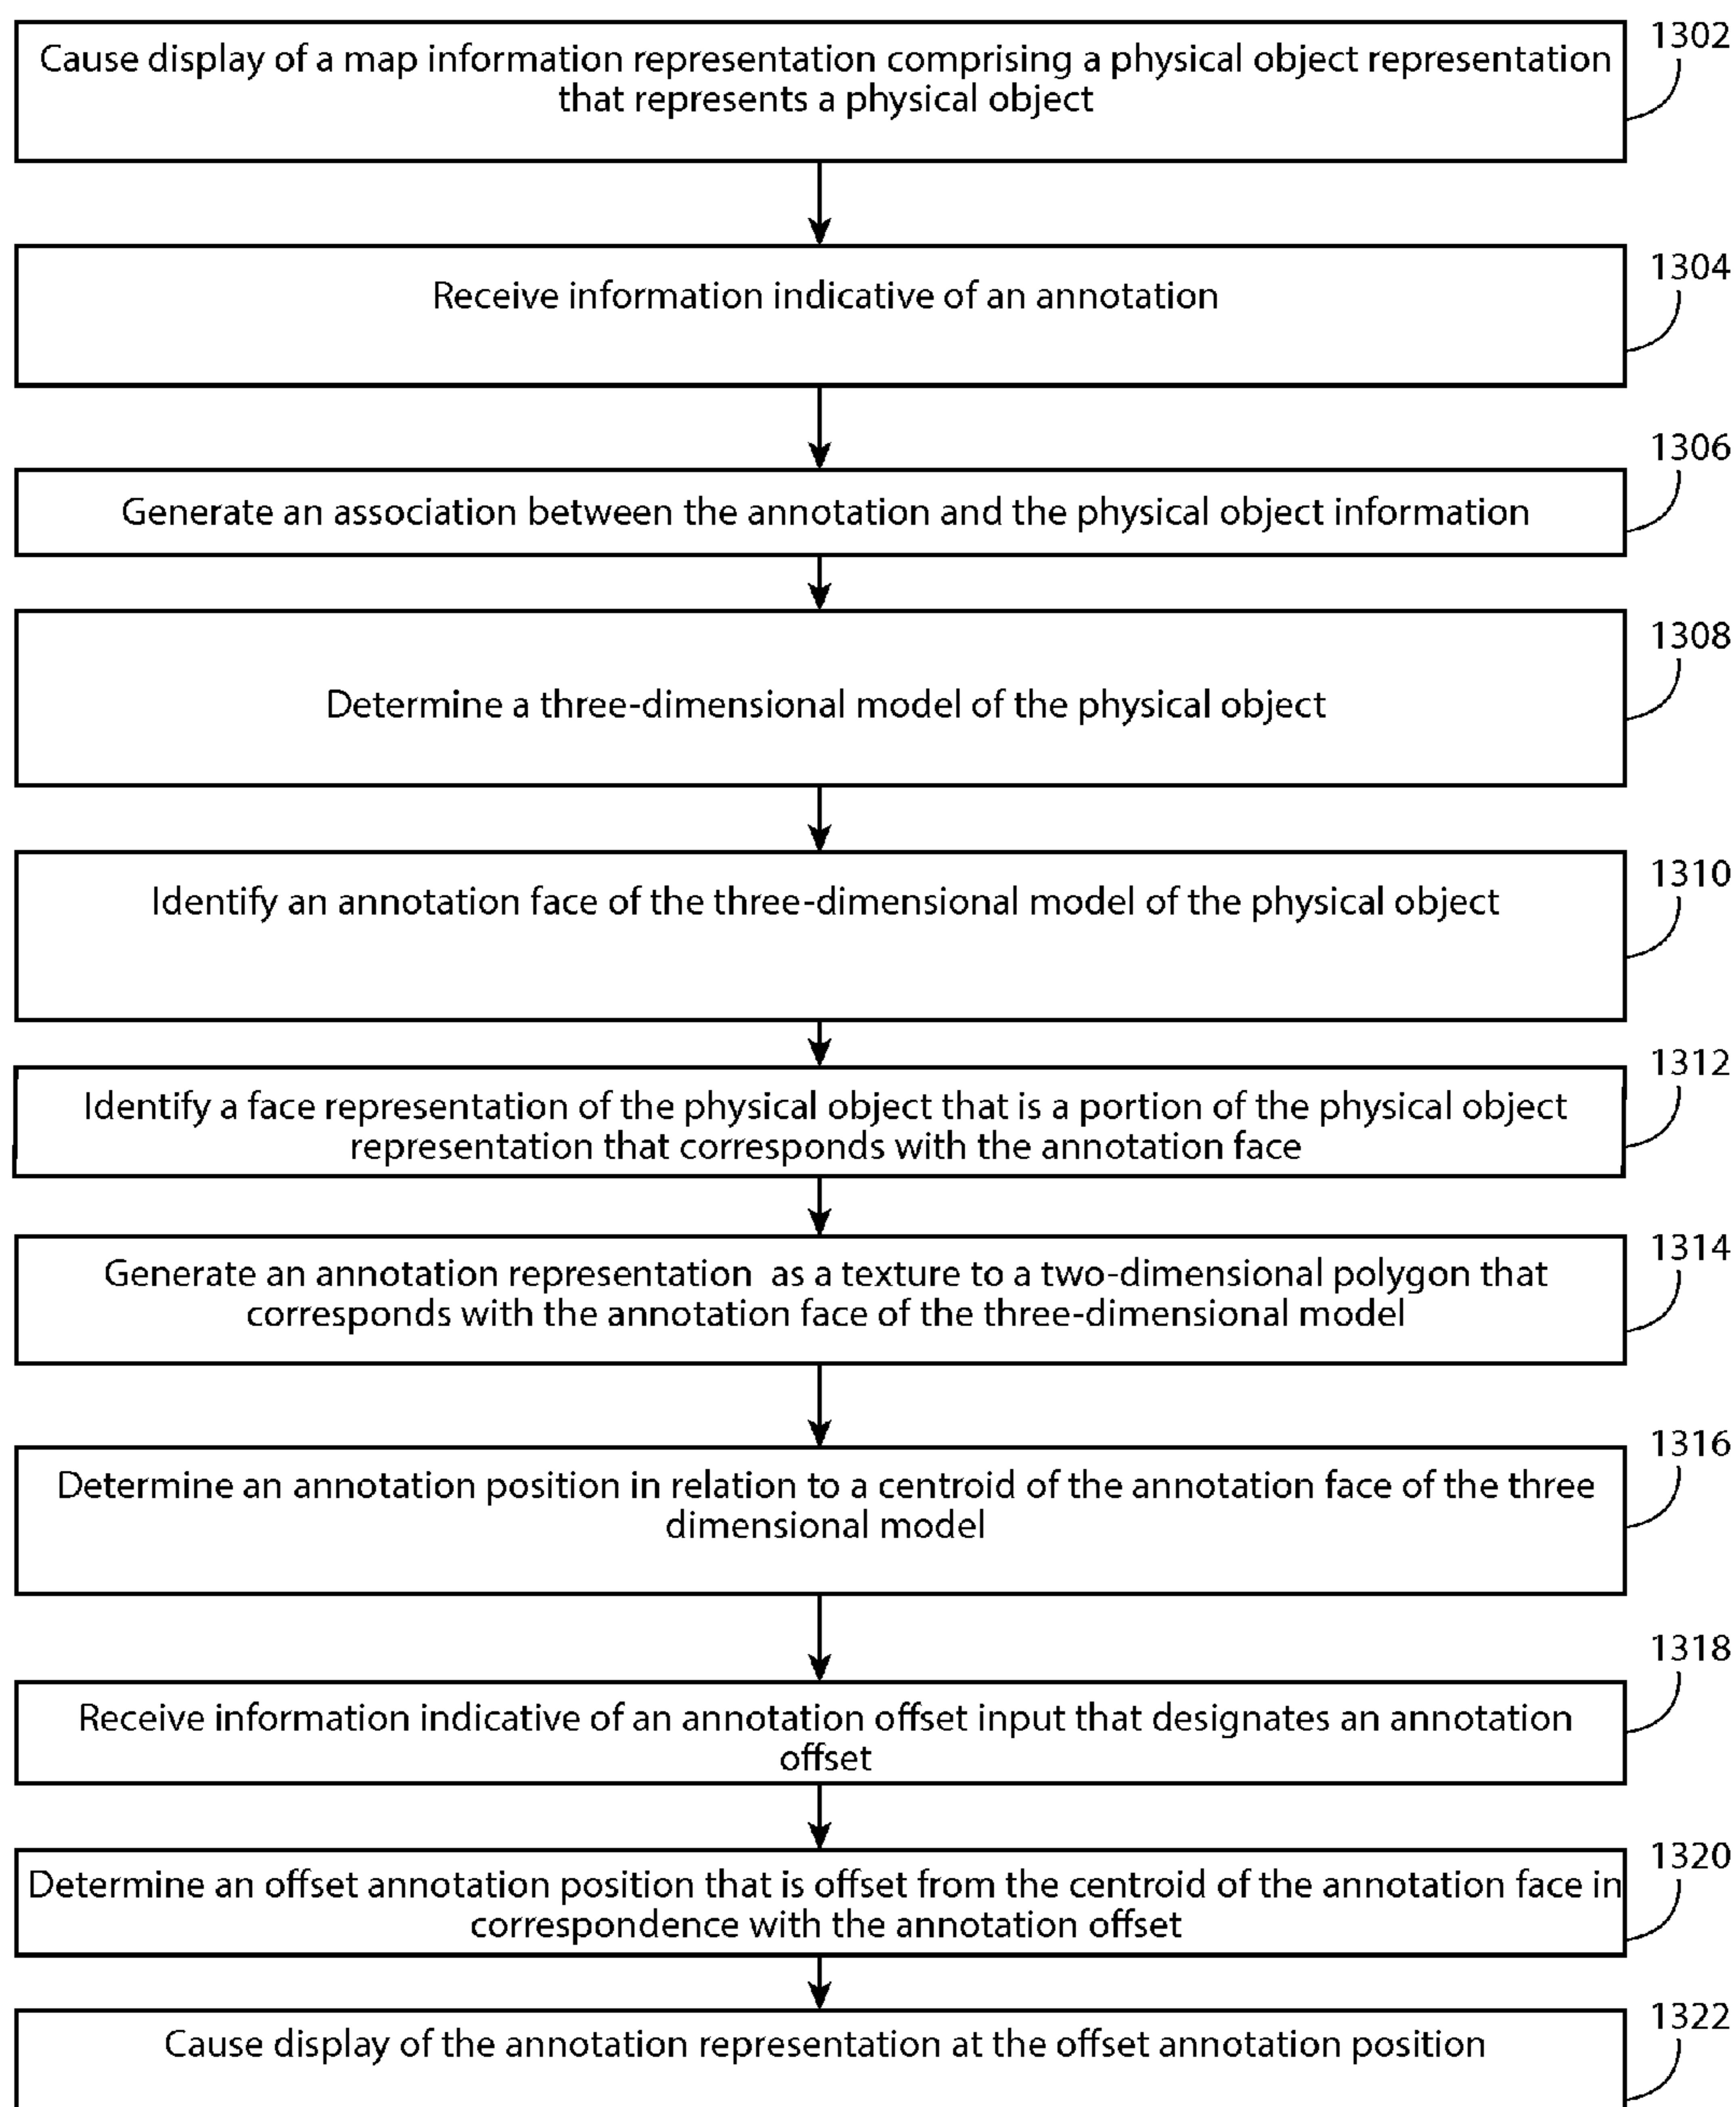 1302
Cause display of a map information representation comprising a physical object representation
that represents a physical object
1304
Receive information indicative of an annotation
1306
Generate an association between the annotation and the physical object information
1308
Determine a three-dimensional model of the physical object
1310
Identify an annotation face of the three-dimensional model of the physical object
1312
Identify a face representation of the physical object that is a portion of the physical object
representation that corresponds with the annotation face
1314
Generate an annotation representation as a texture to a two-dimensional polygon that
corresponds with the annotation face of the three-dimensional model
1316
Determine an annotation position in relation to a centroid of the annotation face of the three
dimensional model
1318
Receive information indicative of an annotation offset input that designates an annotation
offset
1320
Determine an offset annotation position that is offset from the centroid of the annotation face in
correspondence with the annotation offset
1322
Cause display of the annotation representation at the offset annotation position